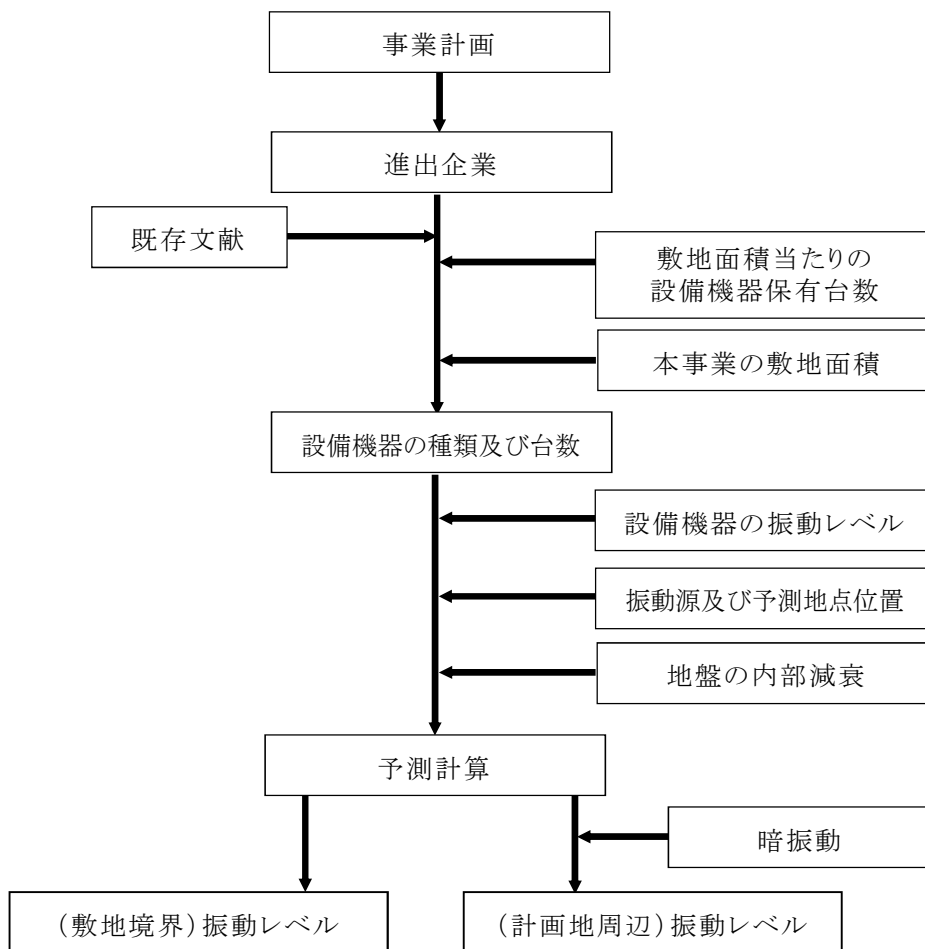 事業計画
進出企業
既存文献
敷地面積当たりの
設備機器保有台数
本事業の敷地面積
設備機器の種類及び台数
設備機器の振動レベル
振動源及び予測地点位置
地盤の内部減衰
予測計算
暗振動
(敷地境界)振動レベル
(計画地周辺)振動レベル